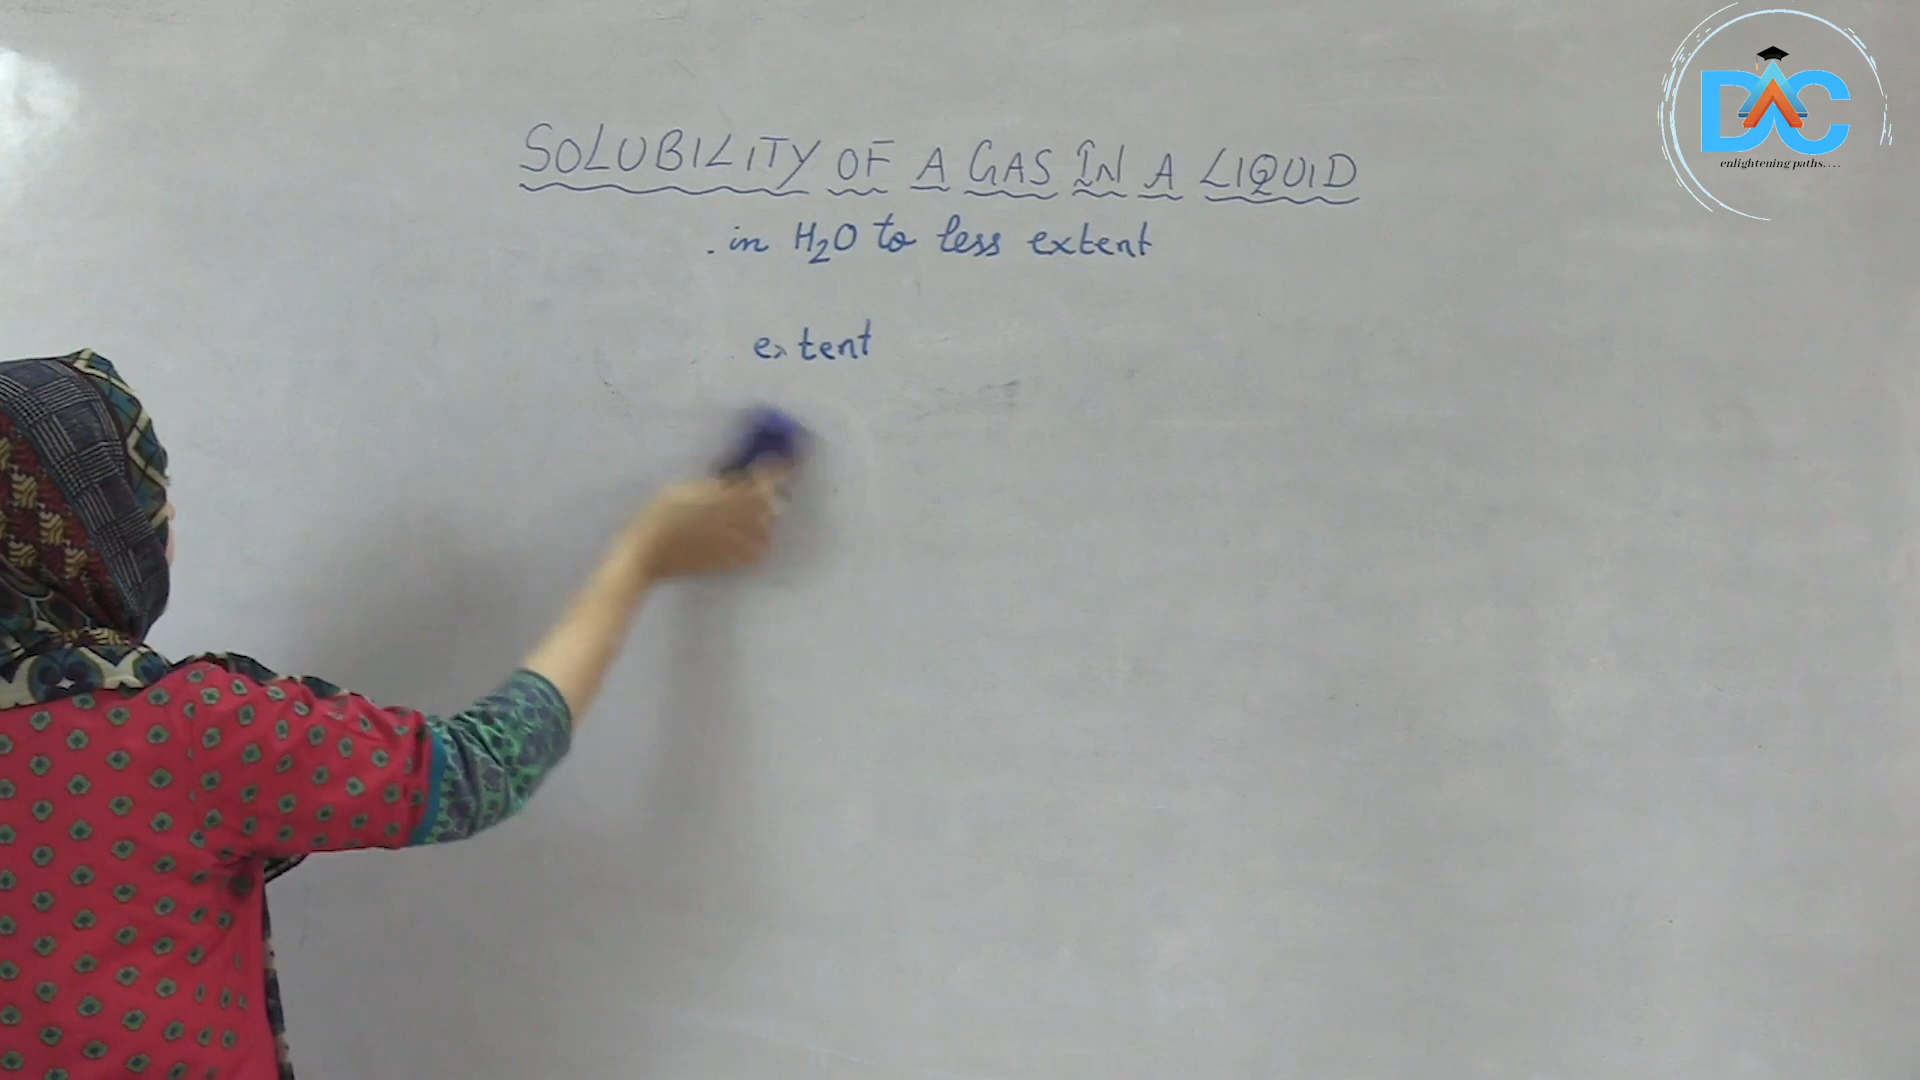 SOLUBILITY OF A GAS IN A LIQUID
. in H₂O to less extent
extent
DAC
enlightening paths....